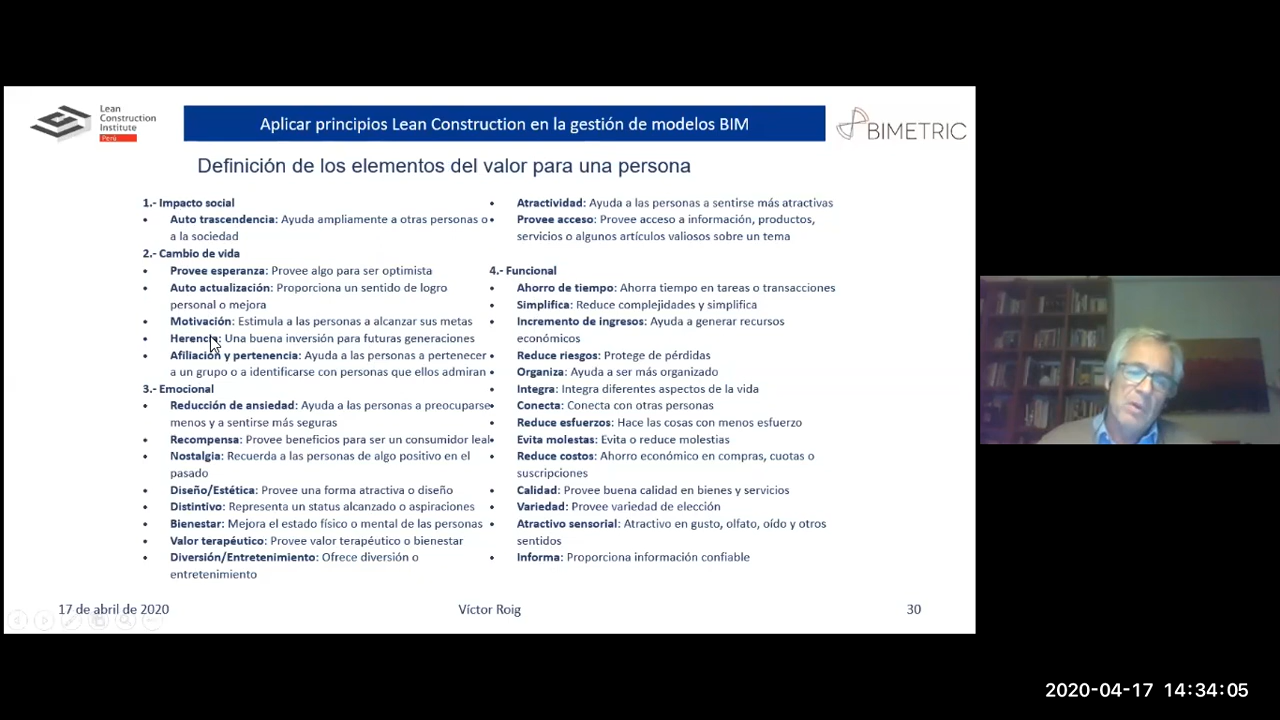 Lean
Construction
Institute
Perú
Aplicar principios Lean Construction en la gestión de modelos BIM
BIMETRIC
Definición de los elementos del valor para una persona
1.- Impacto social
• Auto trascendencia: Ayuda ampliamente a otras personas o
a la sociedad
2.- Cambio de vida
• Provee esperanza: Provee algo para ser optimista
• Auto actualización: Proporciona un sentido de logro
personal o mejora
• Motivación: Estimula a las personas a alcanzar sus metas
• Herencia: Una buena inversión para futuras generaciones
• Afiliación y pertenencia: Ayuda a las personas a pertenecer
a un grupo o a identificarse con personas que ellos admiran
3.- Emocional
• Reducción de ansiedad: Ayuda a las personas a preocuparse
menos y a sentirse más seguras
• Recompensa: Provee beneficios para ser un consumidor leal
• Nostalgia: Recuerda a las personas de algo positivo en el
pasado
• Diseño/Estética: Provee una forma atractiva o diseño
• Distintivo: Representa un status alcanzado o aspiraciones
• Bienestar: Mejora el estado físico o mental de las personas
• Valor terapéutico: Provee valor terapéutico o bienestar
• Diversión/Entretenimiento: Ofrece diversión o
entretenimiento
• Atractividad: Ayuda a las personas a sentirse más atractivas
• Provee acceso: Provee acceso a información, productos,
servicios o algunos artículos valiosos sobre un tema
4.- Funcional
• Ahorro de tiempo: Ahorra tiempo en tareas o transacciones
• Simplifica: Reduce complejidades y simplifica
• Incremento de ingresos: Ayuda a generar recursos
económicos
• Reduce riesgos: Protege de pérdidas
• Organiza: Ayuda a ser más organizado
• Integra: Integra diferentes aspectos de la vida
• Conecta: Conecta con otras personas
• Reduce esfuerzos: Hace las cosas con menos esfuerzo
• Evita molestas: Evita o reduce molestias
• Reduce costos: Ahorro económico en compras, cuotas o
suscripciones
• Calidad: Provee buena calidad en bienes y servicios
• Variedad: Provee variedad de elección
• Atractivo sensorial: Atractivo en gusto, olfato, oído y otros
sentidos
• Informa: Proporciona información confiable
17 de abril de 2020
Víctor Roig
30
2020-04-17 14:34:05